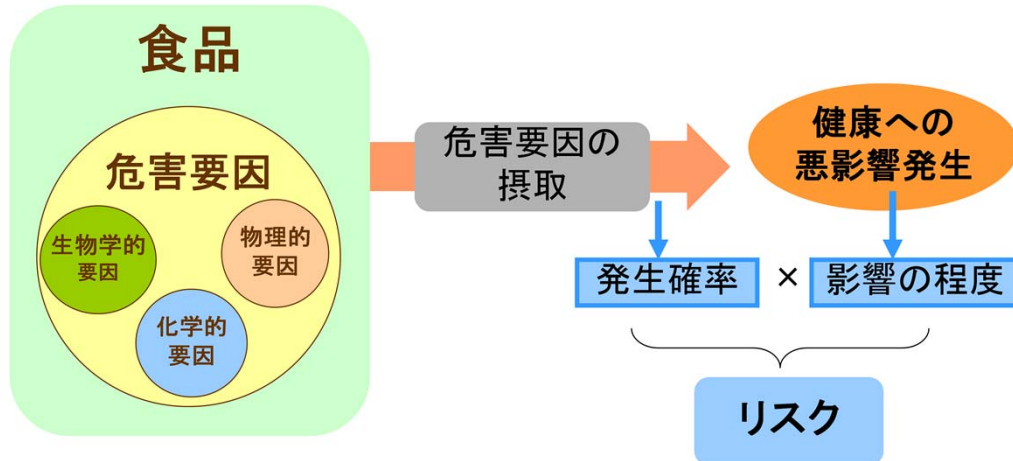 食品
危害要因
生物学的
要因
物理的
要因
化学的
要因
危害要因の
摂取
健康への
悪影響発生
発生確率 × 影響の程度
リスク